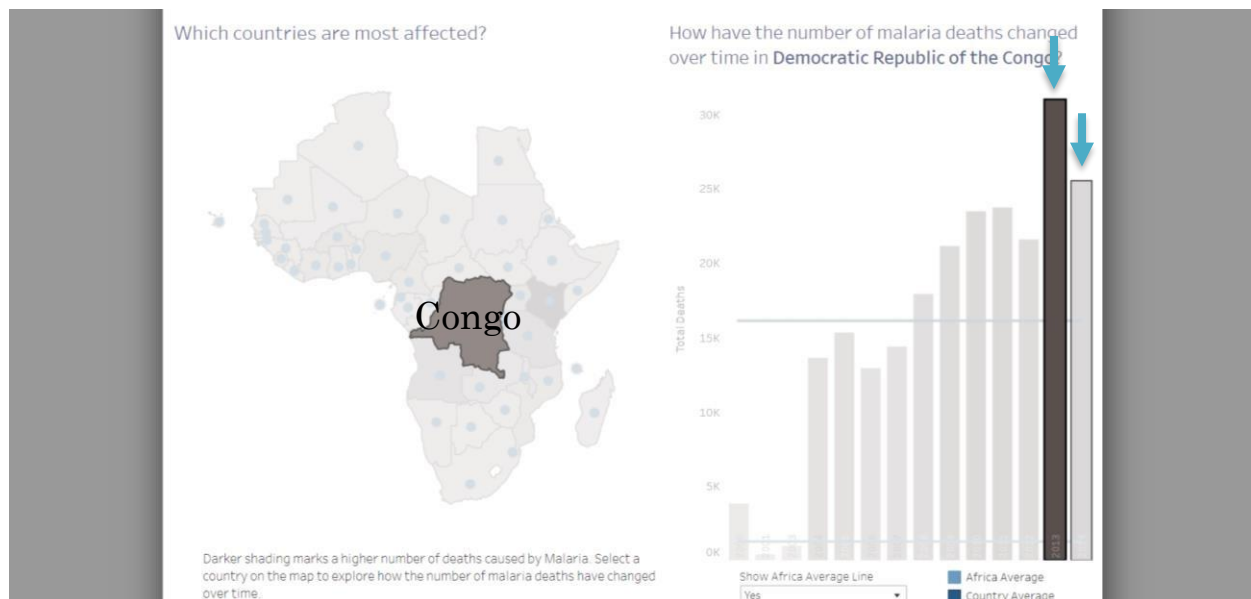 Which countries are most affected?
How have the number of malaria deaths changed
over time in Democratic Republic of the Congo?
30K
25K
20K
15K
10K
5K
0K
Total Deaths
Congo
2013
Darker shading marks a higher number of deaths caused by Malaria. Select a
country on the map to explore how the number of malaria deaths have changed
over time.
Show Africa Average Line
Yes
Africa Average
Country Average